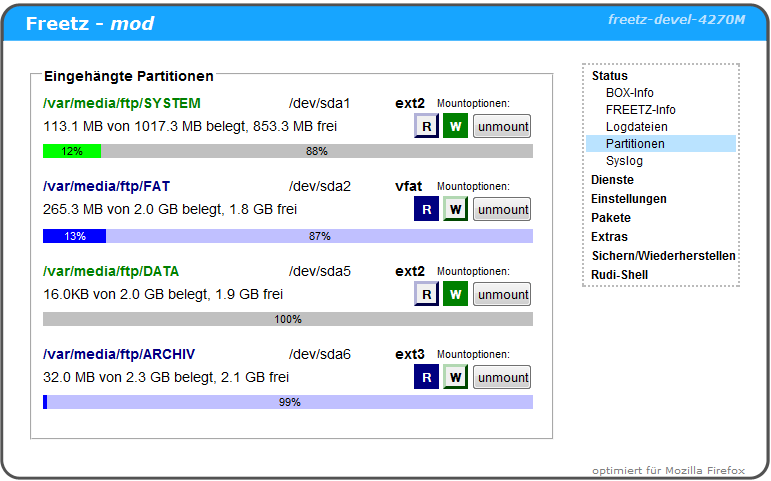 Freetz - mod
freetz-devel-4270M
Eingehängte Partitionen
/var/media/ftp/SYSTEM /dev/sda1 ext2 Mountoptionen:
113.1 MB von 1017.3 MB belegt, 853.3 MB frei R W unmount
12% 88%
/var/media/ftp/FAT /dev/sda2 vfat Mountoptionen:
265.3 MB von 2.0 GB belegt, 1.8 GB frei R W unmount
13% 87%
/var/media/ftp/DATA /dev/sda5 ext2 Mountoptionen:
16.0KB von 2.0 GB belegt, 1.9 GB frei R W unmount
100%
/var/media/ftp/ARCHIV /dev/sda6 ext3 Mountoptionen:
32.0 MB von 2.3 GB belegt, 2.1 GB frei R W unmount
99%
Status
BOX-Info
FREETZ-Info
Logdateien
Partitionen
Syslog
Dienste
Einstellungen
Pakete
Extras
Sichern/Wiederherstellen
Rudi-Shell
optimiert für Mozilla Firefox